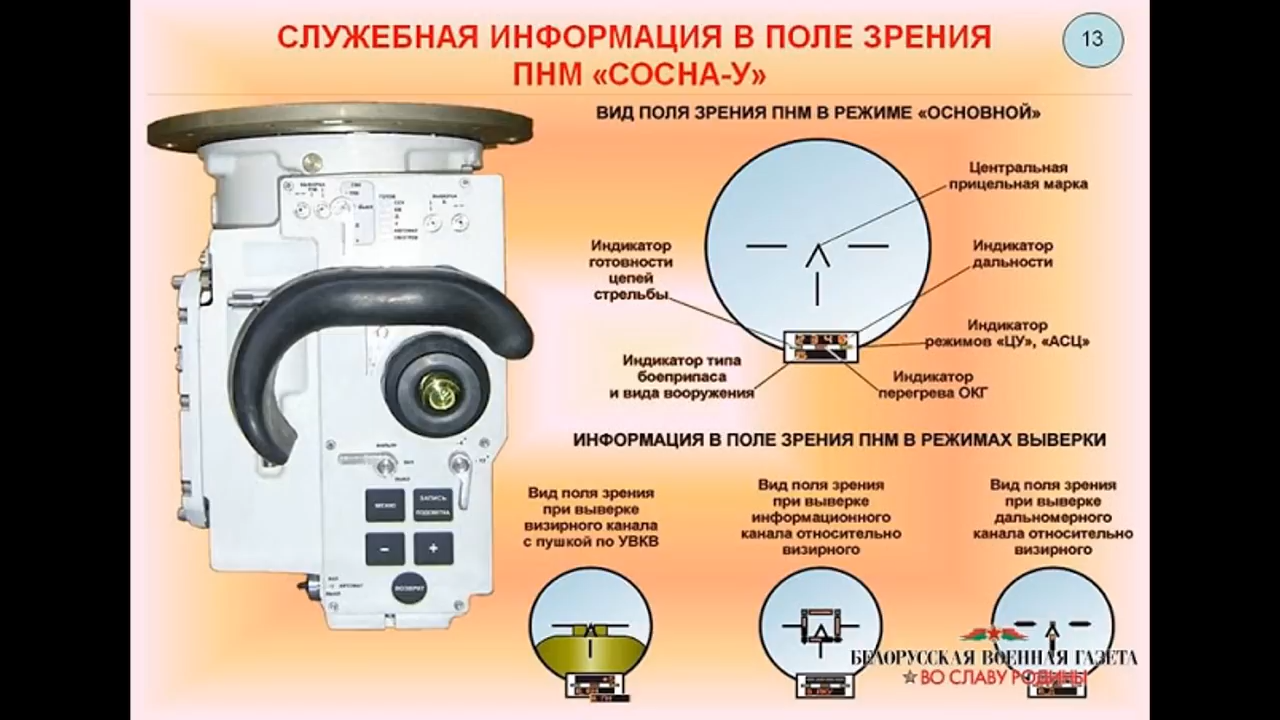 СЛУЖЕБНАЯ ИНФОРМАЦИЯ В ПОЛЕ ЗРЕНИЯ
ПНМ «СОСНА-У»
13
ВИД ПОЛЯ ЗРЕНИЯ ПНМ В РЕЖИМЕ «ОСНОВНОЙ»
Центральная
прицельная марка
Индикатор
готовности
цепей
стрельбы
Индикатор
дальности
Индикатор
режимов «ЦУ», «АСЦ»
Индикатор типа
боеприпаса
и вида вооружения
Индикатор
перегрева ОКГ
ИНФОРМАЦИЯ В ПОЛЕ ЗРЕНИЯ ПНМ В РЕЖИМАХ ВЫВЕРКИ
Вид поля зрения
при выверке
визирного канала
с пушкой по УВКВ
Вид поля зрения
при выверке
информационного
канала относительно
визирного
Вид поля зрения
при выверке
дальномерного
канала относительно
визирного
МЕНЮ
ЗАПИСЬ
ПОДСВЕТКА
−
+
ВОЗВРАТ
БЕЛОРУССКАЯ ВОЕННАЯ ГАЗЕТА
ВО СЛАВУ РОДИНЫ